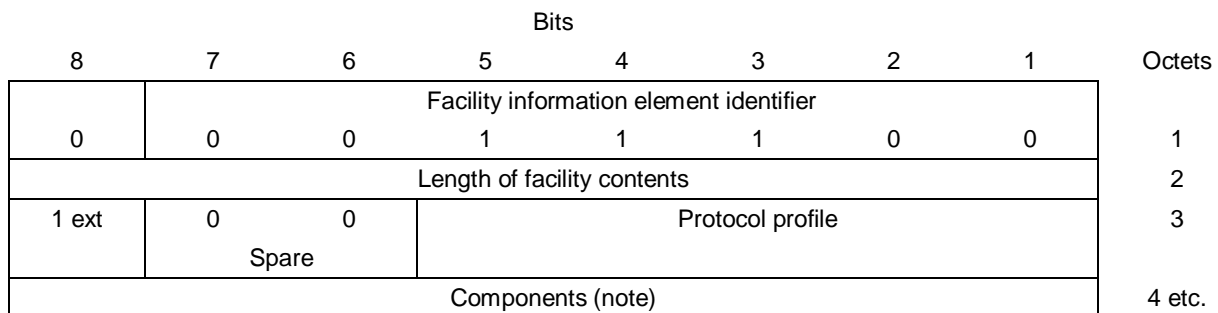 Bits
8 7 6 5 4 3 2 1 Octets
Facility information element identifier
0 0 0 1 1 1 0 0 1
Length of facility contents 2
1 ext 0 0 Protocol profile 3
Spare
Components (note) 4 etc.